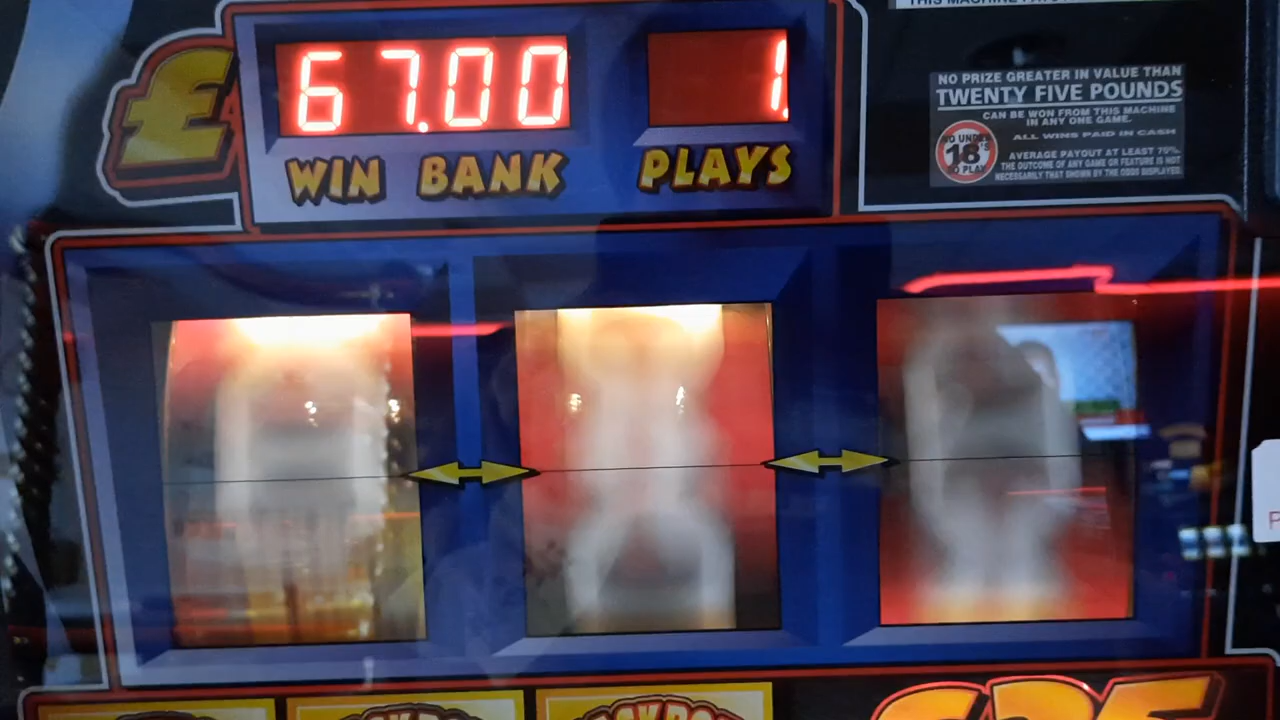 £
67.00
1.
WIN BANK
PLAYS
NO PRIZE GREATER IN VALUE THAN
TWENTY FIVE POUNDS
CAN BE WON FROM THIS MACHINE
IN ANY ONE GAME.
ALL WINS PAID IN CASH
NO UNDER
18'S
TO PLAY
AVERAGE PAYOUT AT LEAST 70%.
THE OUTCOME OF ANY GAME OR FEATURE IS NOT
NECESSARILY THAT SHOWN BY THE ODDS DISPLAYED.
£25